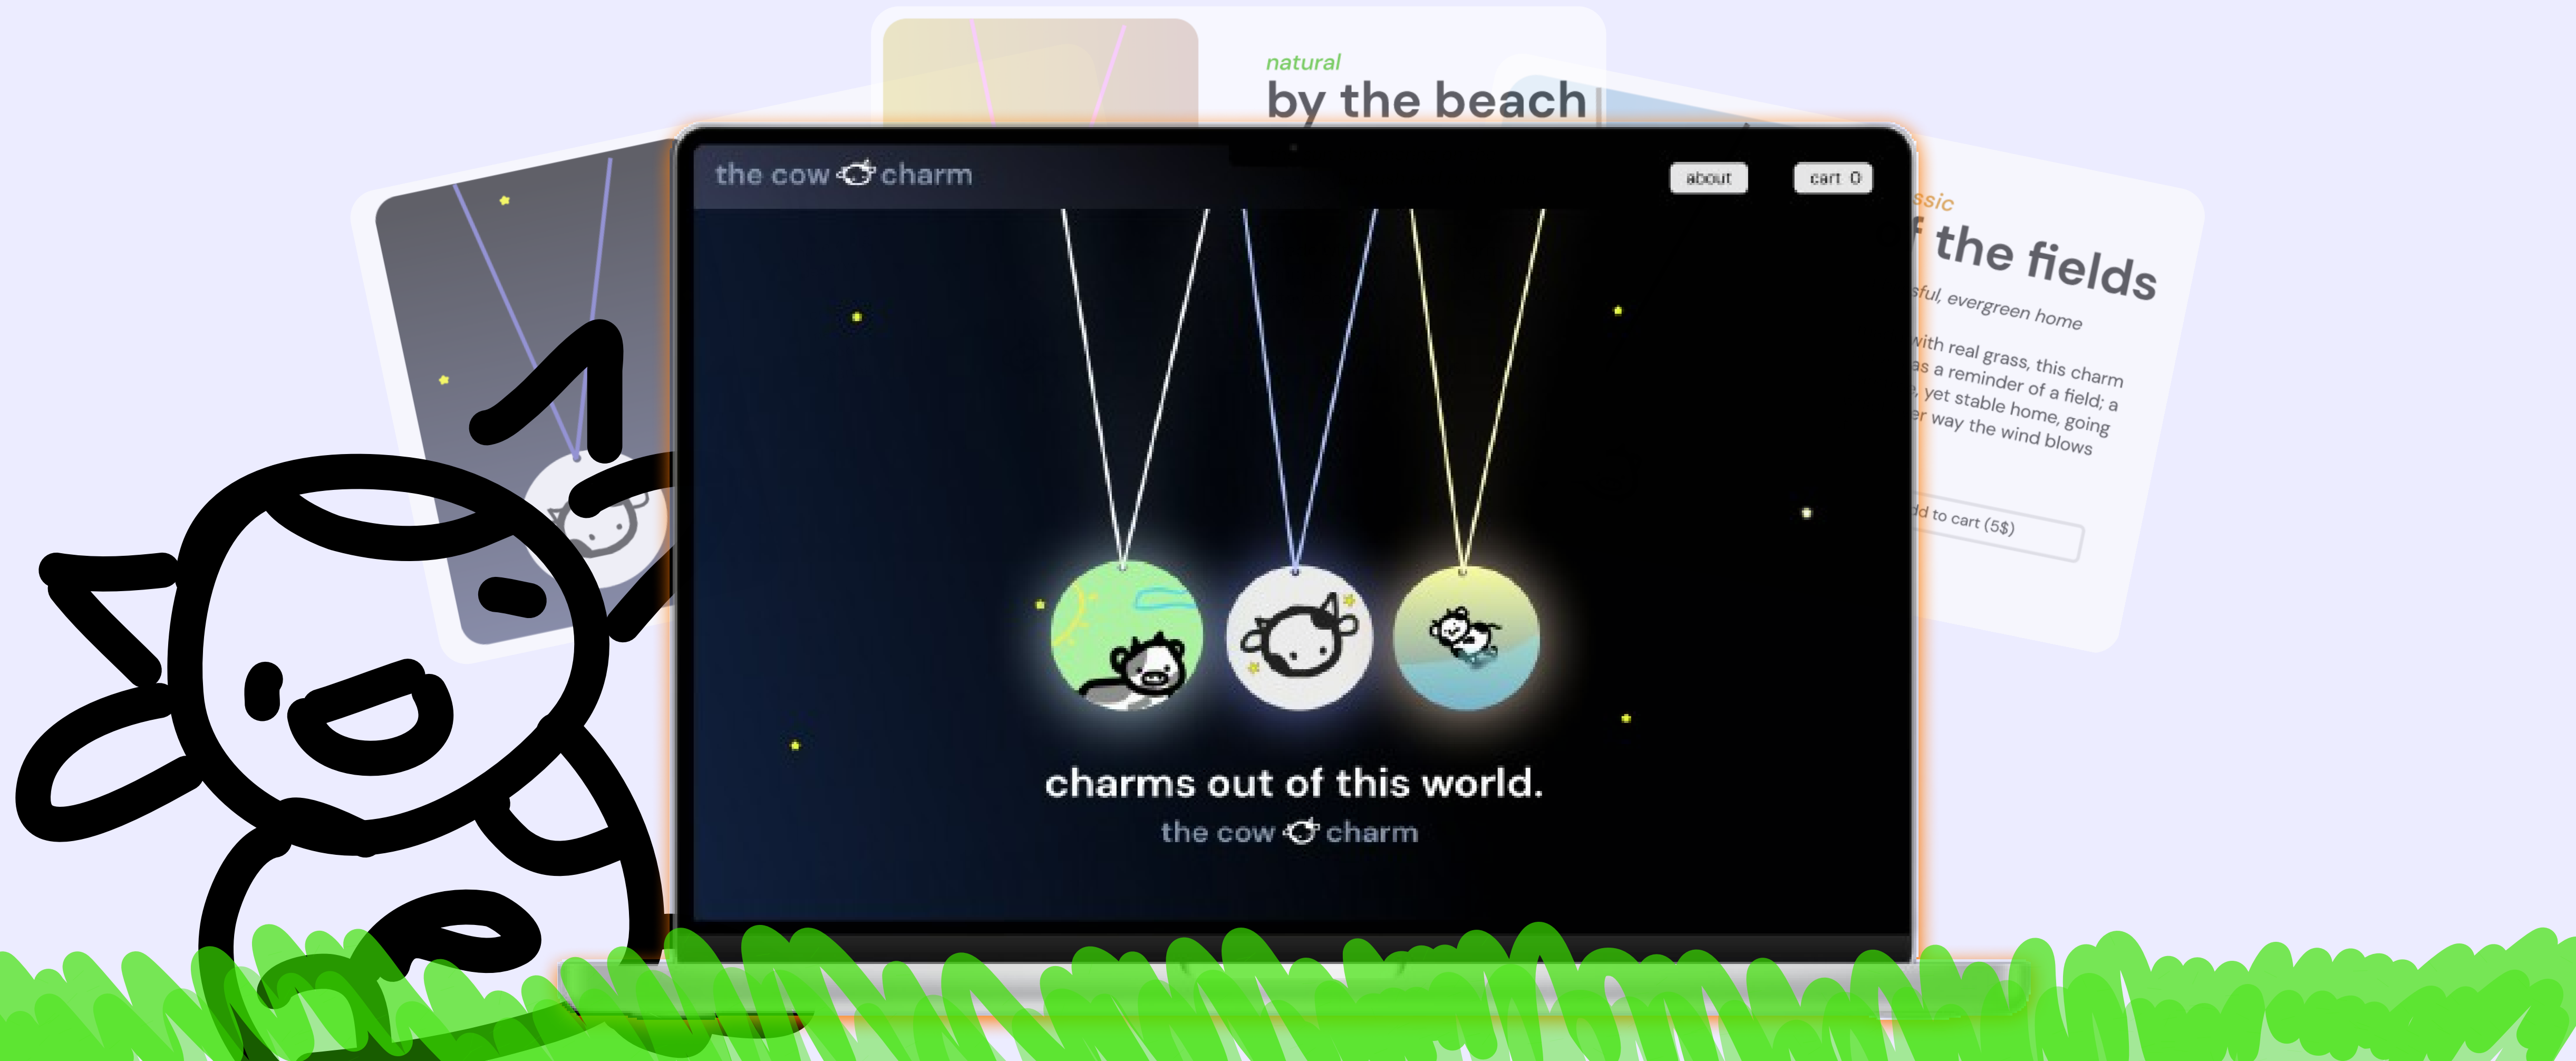 natural
by the beach
the cow charm
about
cart 0
the fields
evergreen home
with real grass, this charm
as a reminder of a field; a
yet stable home, going
way the wind blows
to cart (5$)
charms out of this world.
the cow charm